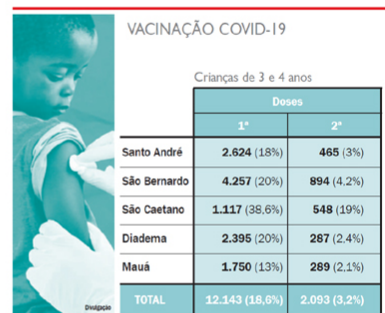 VACINAÇÃO COVID-19
Crianças de 3 e 4 anos
Doses
1ª 2ª
Santo André 2.624 (18%) 465 (3%)
São Bernardo 4.257 (20%) 894 (4.2%)
São Caetano 1.117 (38,6%) 548 (19%)
Diadema 2.395 (20%) 287 (2.4%)
Mauá 1.750 (13%) 289 (2,1%)
TOTAL 12.143 (18,6%) 2.093 (3,2%)
Divulgação